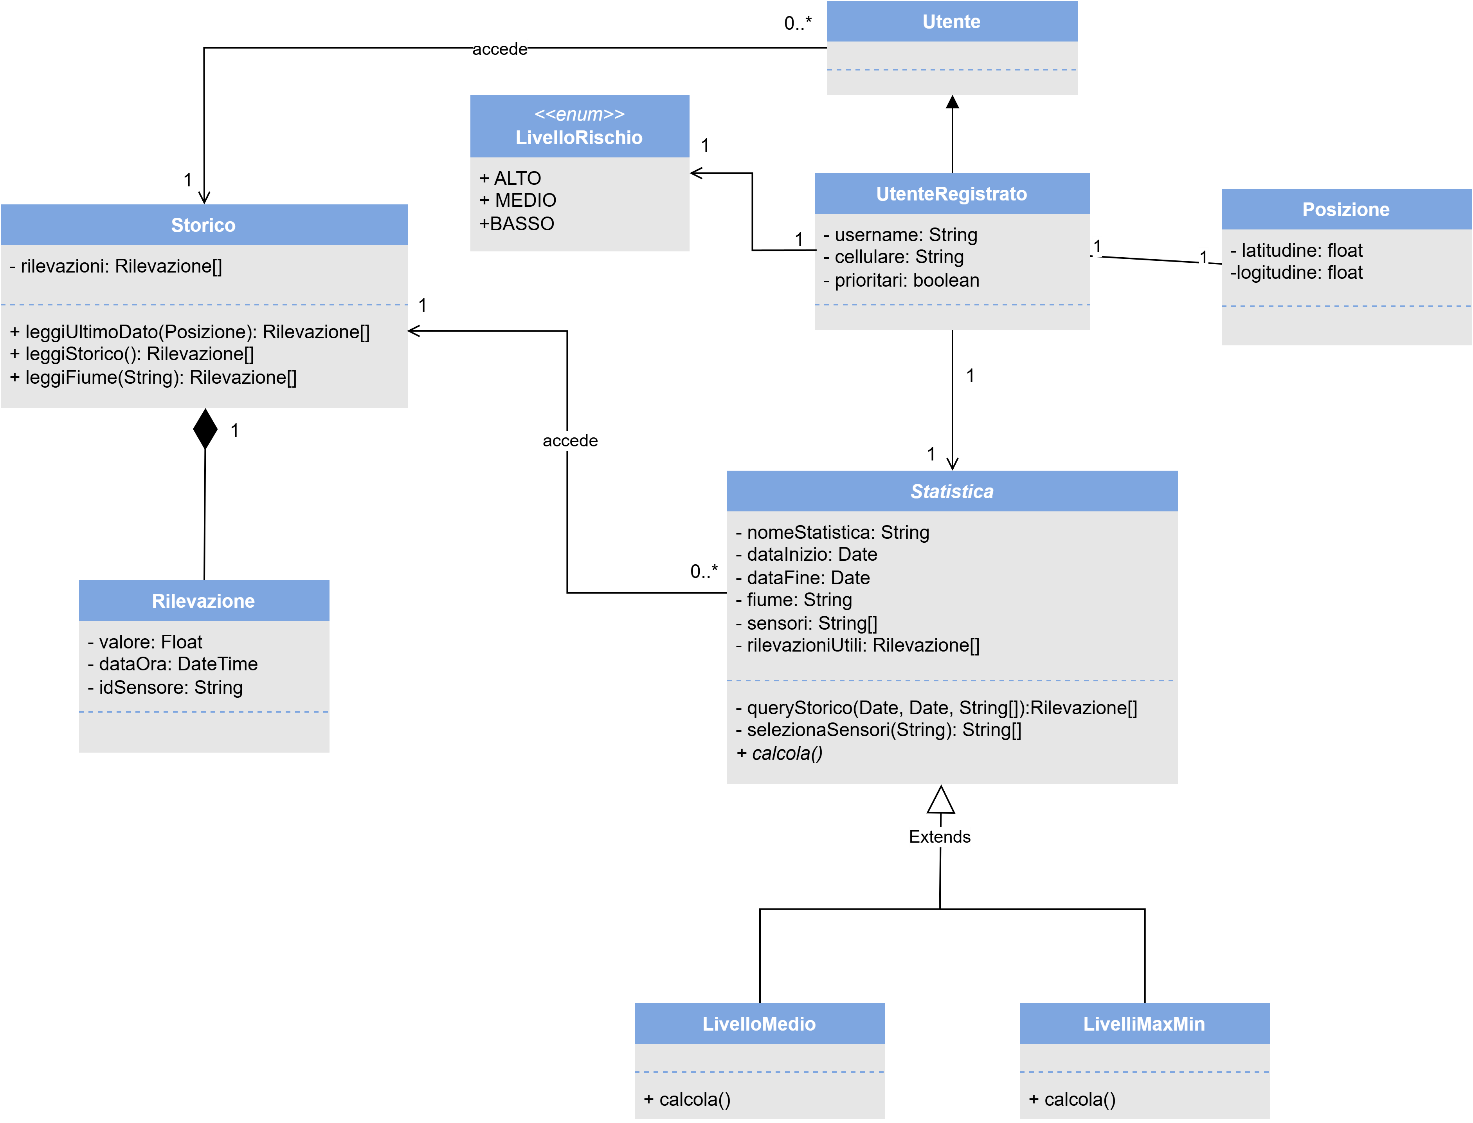 Utente
0..*
accede
<<enum>>
LivelloRischio
+ ALTO
+ MEDIO
+BASSO
1
1
UtenteRegistrato
- username: String
- cellulare: String
- prioritari: boolean
1
1
Posizione
- latitudine: float
-logitudine: float
1
Storico
- rilevazioni: Rilevazione[]
+ leggiUltimoDato(Posizione): Rilevazione[]
+ leggiStorico(): Rilevazione[]
+ leggiFiume(String): Rilevazione[]
1
1
accede
0..*
1
1
Rilevazione
- valore: Float
- dataOra: DateTime
- idSensore: String
Statistica
- nomeStatistica: String
- dataInizio: Date
- dataFine: Date
- fiume: String
- sensori: String[]
- rilevazioniUtili: Rilevazione[]
- queryStorico(Date, Date, String[]):Rilevazione[]
- selezionaSensori(String): String[]
+ calcola()
Extends
LivelloMedio
+ calcola()
LivelliMaxMin
+ calcola()